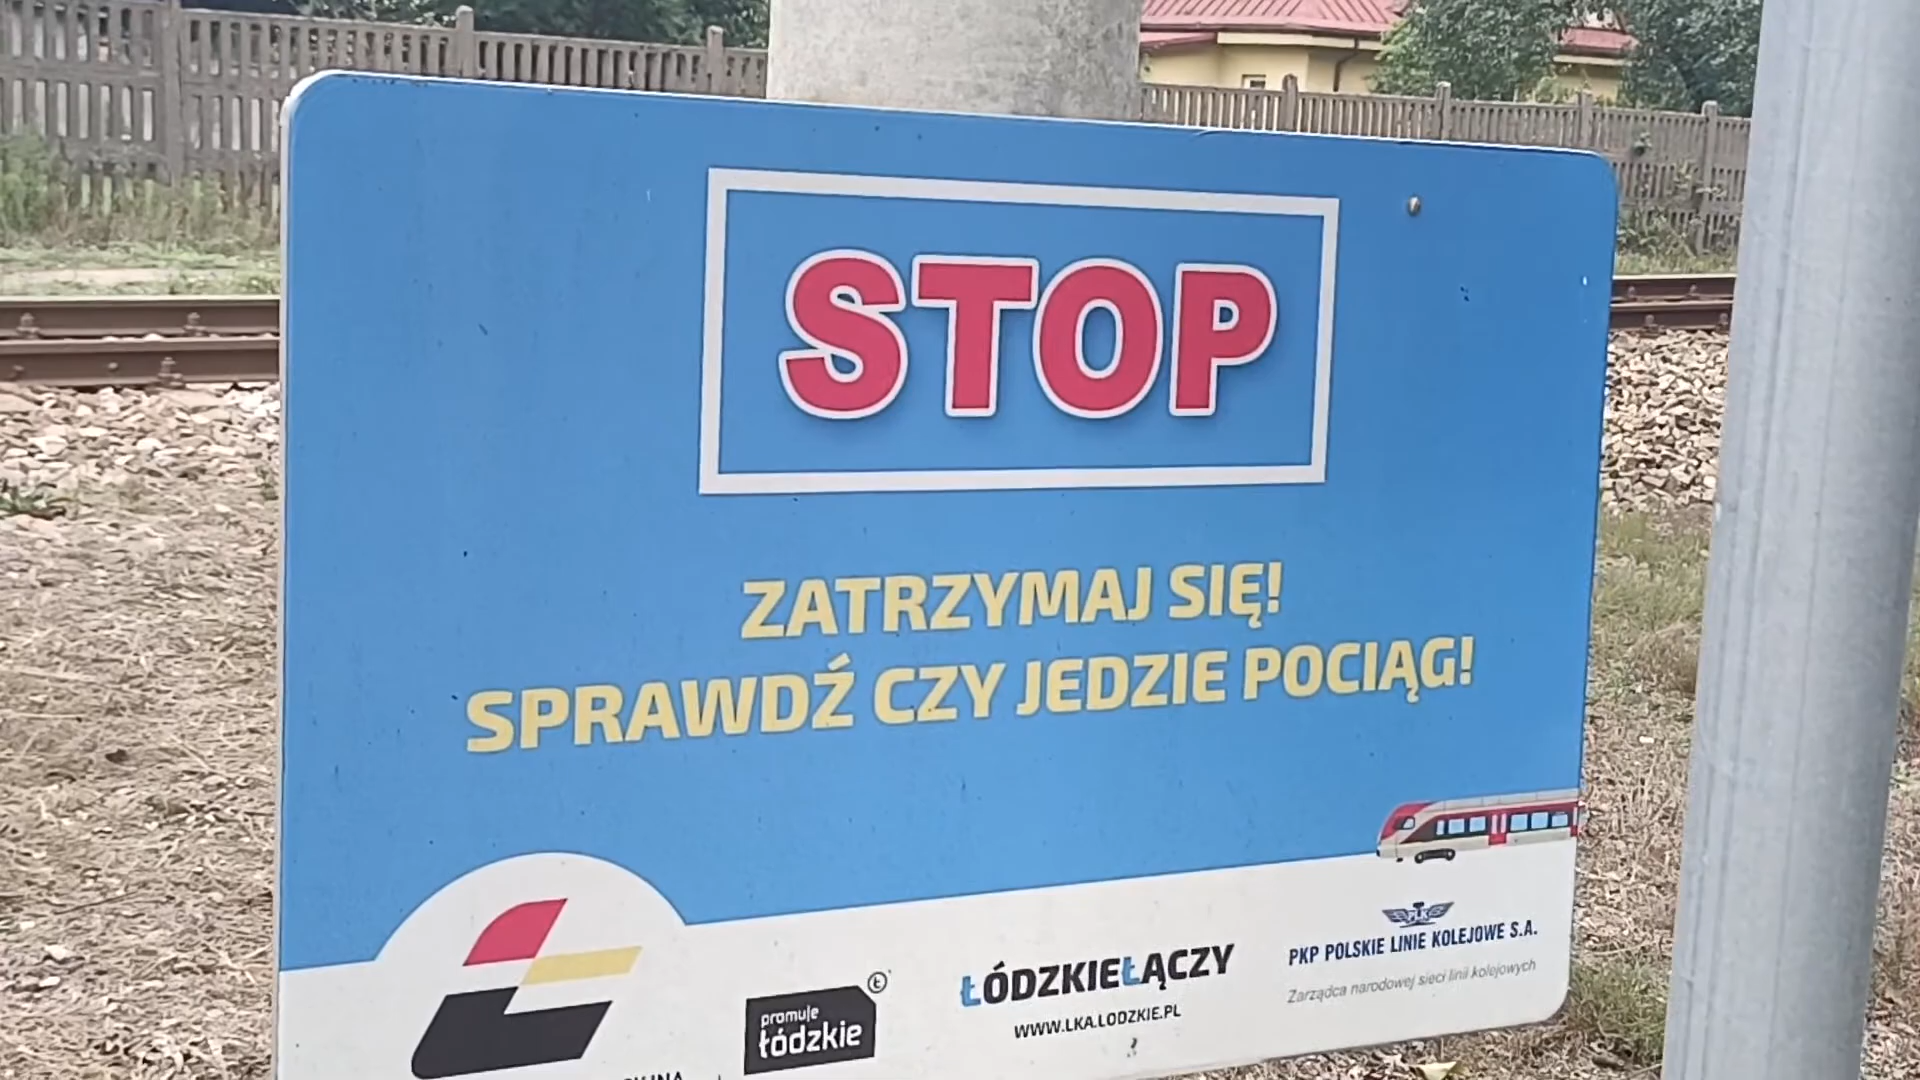 STOP
ZATRZYMAJ SIĘ!
SPRAWDŹ CZY JEDZIE POCIĄG!
PLK
PKP POLSKIE LINIE KOLEJOWE S.A.
Zarządca narodowej sieci linii kolejowych
ŁÓDZKIEŁĄCZY
WWW.LKA.LODZKIE.PL
promuje
łódzkie